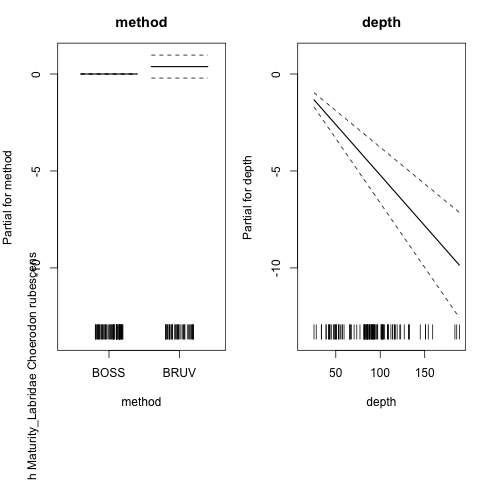 method
depth
Partial for method
0
-5
-10
BOSS BRUV
method
Partial for depth
0
-5
-10
50 100 150
depth
h Maturity_Labridae Choerodon rubescens